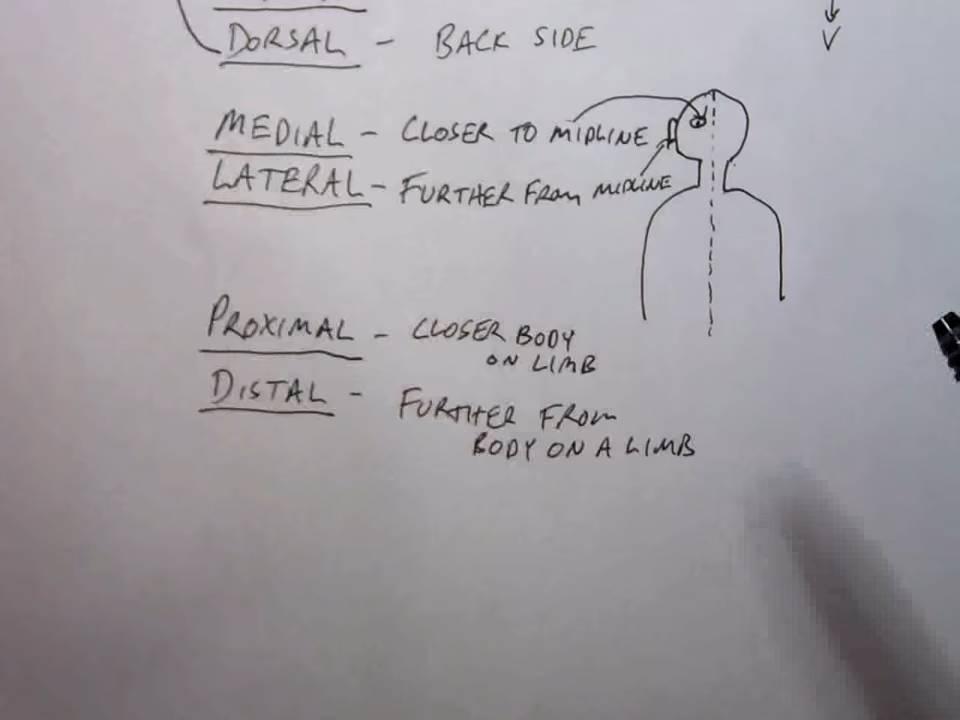 DORSAL - BACK SIDE
V
MEDIAL - CLOSER TO MIDLINE
LATERAL - FURTHER FROM MIDLINE
PROXIMAL - CLOSER BODY
ON LIMB
DISTAL - FURTHER FROM
BODY ON A LIMB